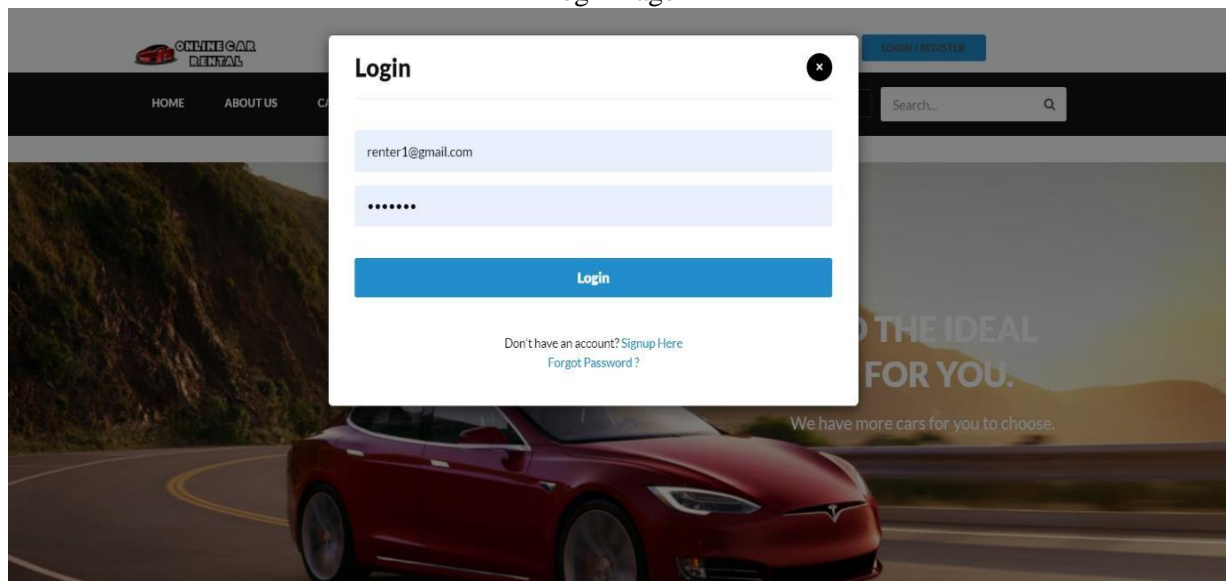 ONLINE CAR
RENTAL
LOGIN / REGISTER
Login
HOME ABOUT US
Search...
renter1@gmail.com
•••••••
Login
THE IDEAL
FOR YOU.
Don't have an account? Signup Here
Forgot Password ?
We have more cars for you to choose.